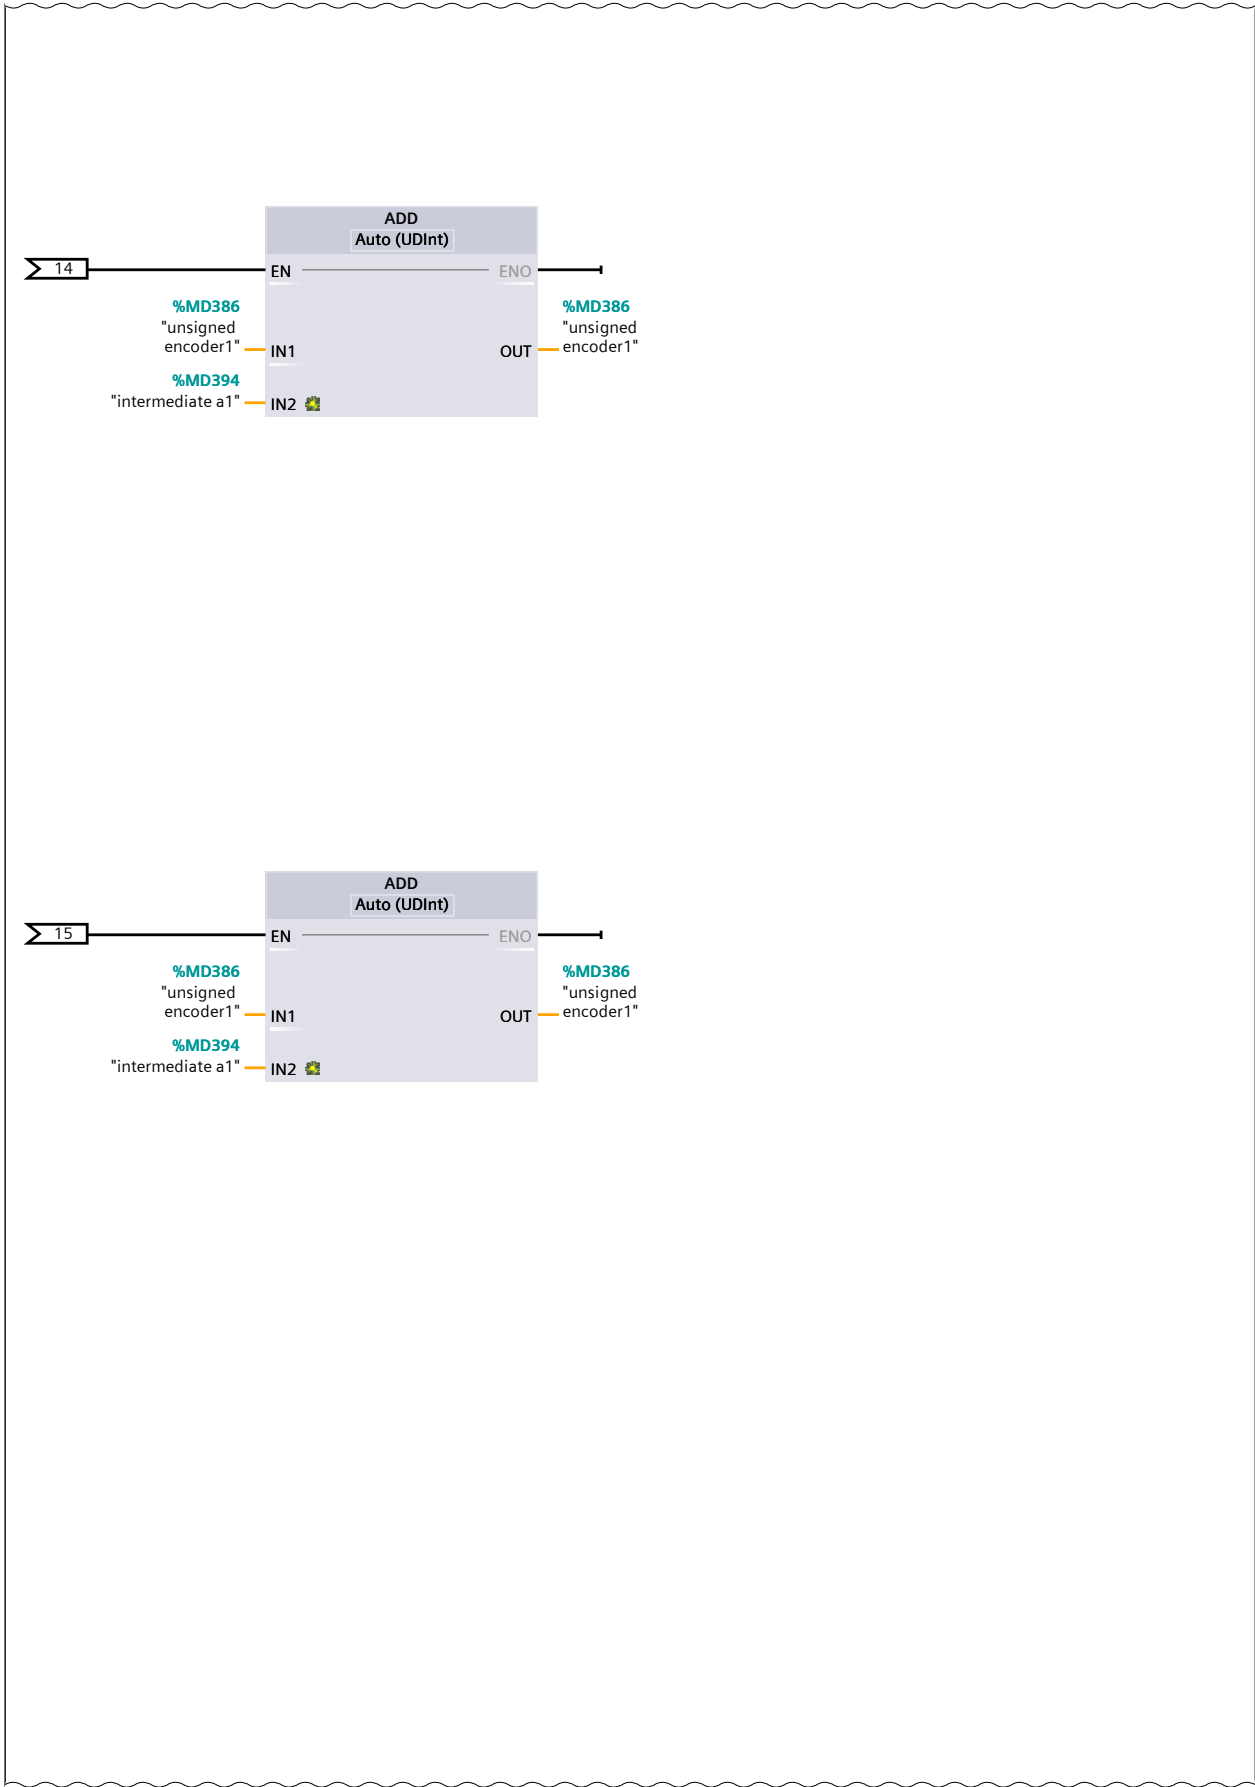 ADD
Auto (UDInt)
14
EN
ENO
%MD386
"unsigned
encoder1"
IN1
%MD386
"unsigned
encoder1"
OUT
%MD394
"intermediate a1"
IN2
ADD
Auto (UDInt)
15
EN
ENO
%MD386
"unsigned
encoder1"
IN1
%MD386
"unsigned
encoder1"
OUT
%MD394
"intermediate a1"
IN2